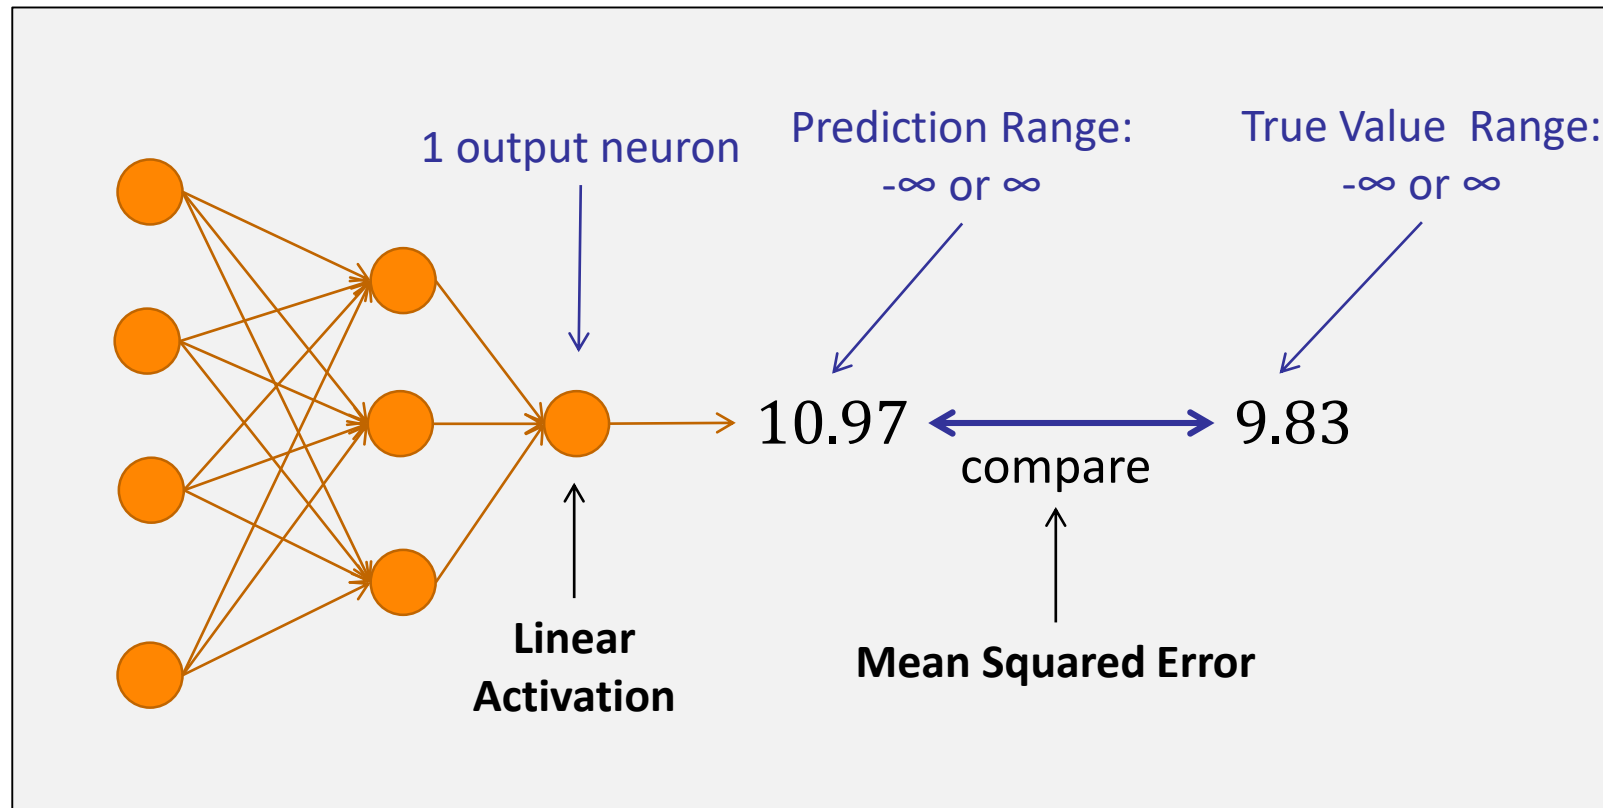 1 output neuron
Prediction Range:
-∞ or ∞
True Value  Range:
-∞ or ∞
10.97
9.83
compare
Linear
Activation
Mean Squared Error